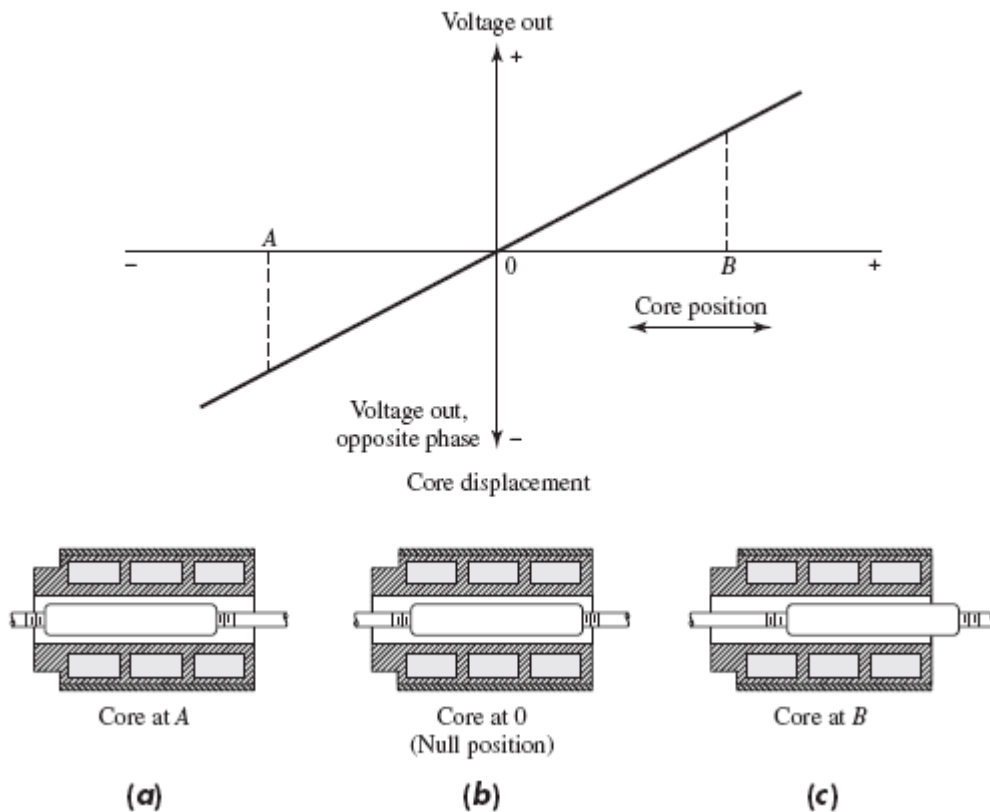 Voltage out
+
A
–
0
B
+
Core position
Voltage out,
opposite phase
–
Core displacement
Core at A
Core at 0
(Null position)
Core at B
(a)
(b)
(c)